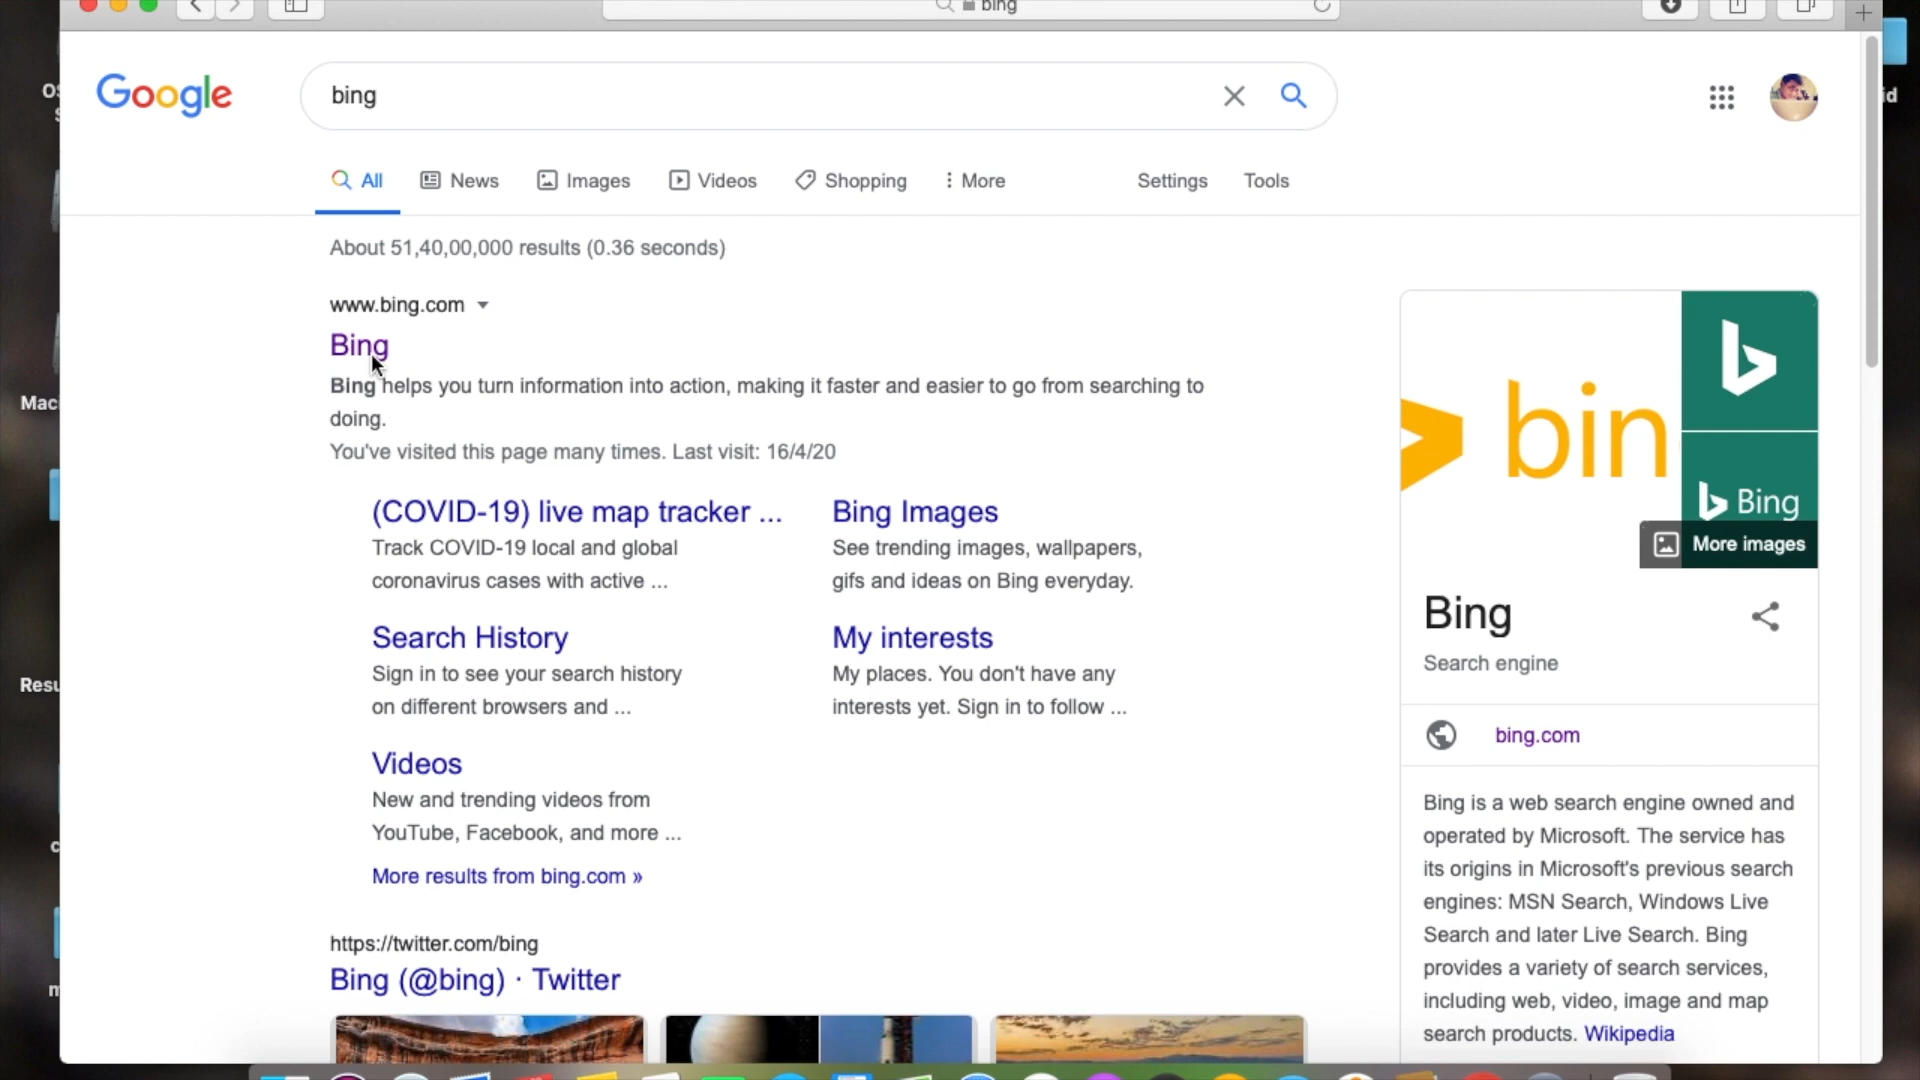 bing
Google
bing
All News Images Videos Shopping More Settings Tools
About 51,40,00,000 results (0.36 seconds)
www.bing.com
Bing
Bing helps you turn information into action, making it faster and easier to go from searching to
doing.
You've visited this page many times. Last visit: 16/4/20
(COVID-19) live map tracker ...
Track COVID-19 local and global
coronavirus cases with active ...
Bing Images
See trending images, wallpapers,
gifs and ideas on Bing everyday.
Search History
Sign in to see your search history
on different browsers and ...
My interests
My places. You don't have any
interests yet. Sign in to follow ...
Videos
New and trending videos from
YouTube, Facebook, and more ...
More results from bing.com »
https://twitter.com/bing
Bing (@bing) · Twitter
bin
Bing
More images
Bing
Search engine
bing.com
Bing is a web search engine owned and
operated by Microsoft. The service has
its origins in Microsoft's previous search
engines: MSN Search, Windows Live
Search and later Live Search. Bing
provides a variety of search services,
including web, video, image and map
search products. Wikipedia